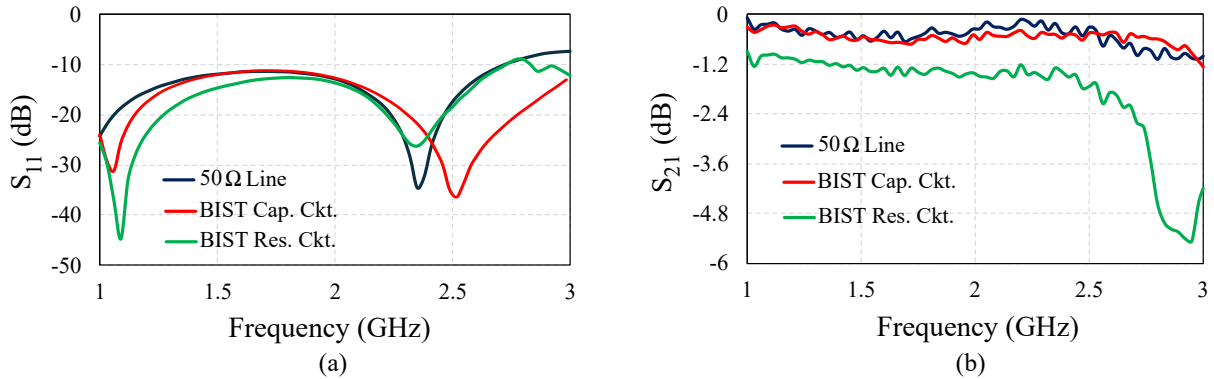 0
-10
-20
-30
-40
-50
S11 (dB)
50Ω Line
BIST Cap. Ckt.
BIST Res. Ckt.
1
1.5
2
2.5
3
Frequency (GHz)
(a)
0
-1.2
-2.4
-3.6
-4.8
-6
S21 (dB)
50Ω Line
BIST Cap. Ckt.
BIST Res. Ckt.
1
1.5
2
2.5
3
Frequency (GHz)
(b)